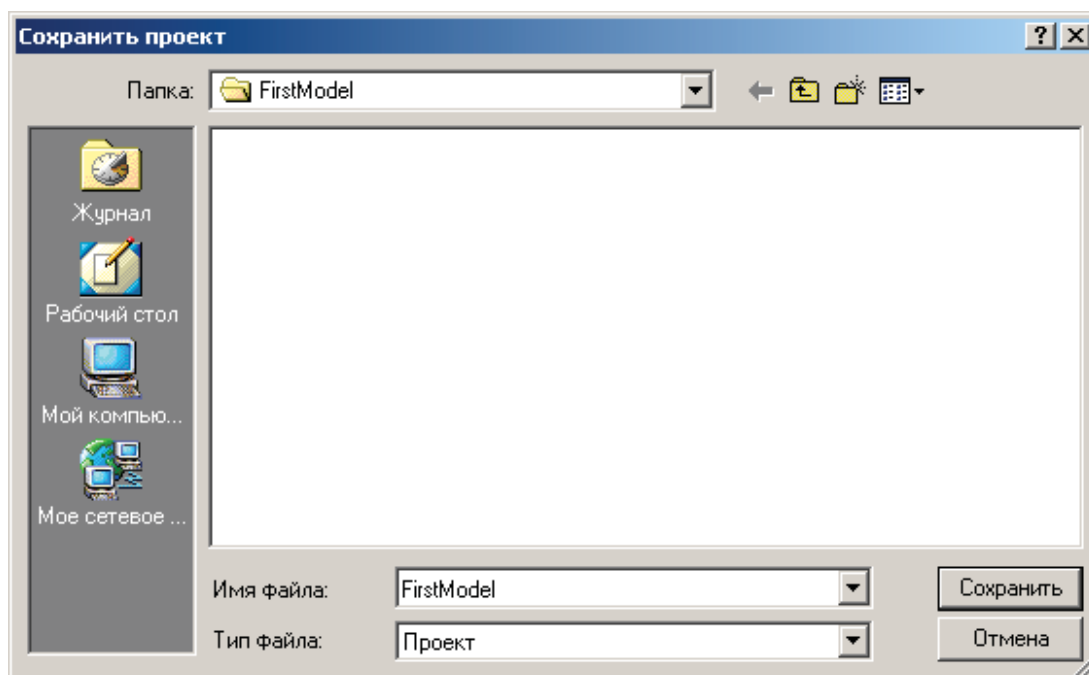 Сохранить проект
Папка:
FirstModel
Журнал
Рабочий стол
Мой компью...
Мое сетевое ...
Имя файла:
FirstModel
Сохранить
Тип файла:
Проект
Отмена